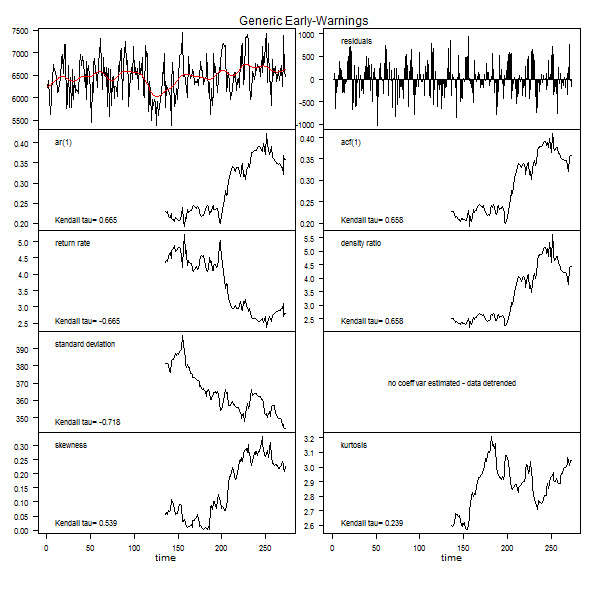 Generic Early-Warnings
7500
7000
6500
6000
5500
residuals
1000
500
0
-500
-1000
ar(1)
0.40
0.35
0.30
0.25
0.20
Kendall tau= 0.665
acf(1)
0.40
0.35
0.30
0.25
0.20
Kendall tau= 0.658
return rate
5.0
4.5
4.0
3.5
3.0
2.5
Kendall tau= -0.665
density ratio
5.5
5.0
4.5
4.0
3.5
3.0
2.5
Kendall tau= 0.658
standard deviation
390
380
370
360
350
Kendall tau= -0.718
no coeff var estimated - data detrended
skewness
0.30
0.25
0.20
0.15
0.10
0.05
0.00
Kendall tau= 0.539
kurtosis
3.2
3.1
3.0
2.9
2.8
2.7
2.6
Kendall tau= 0.239
0 50 100 150 200 250
time
0 50 100 150 200 250
time